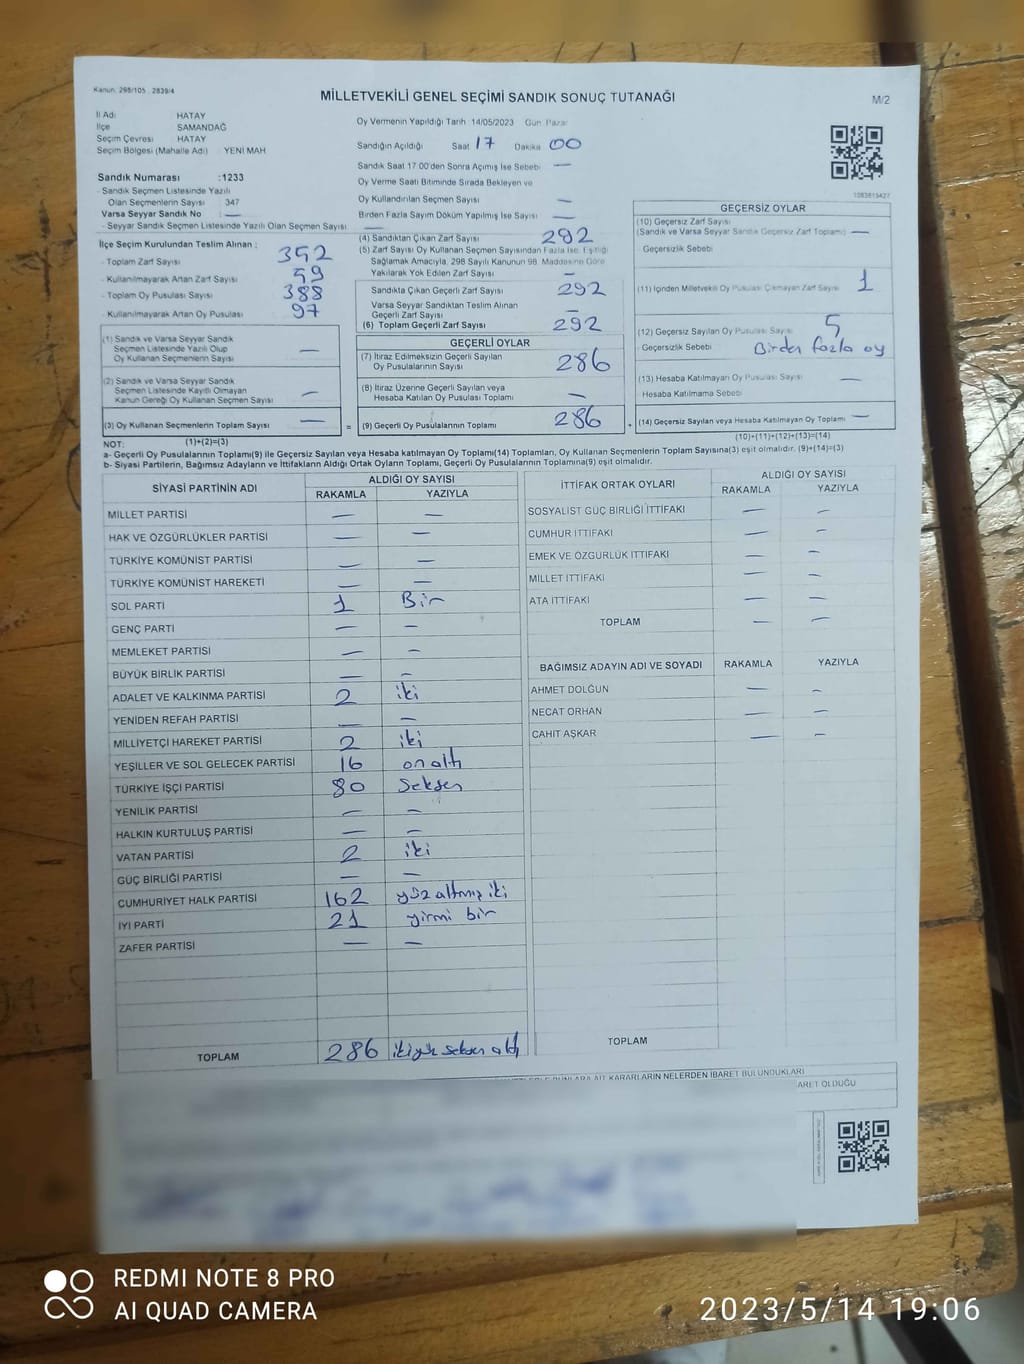 Kanun. 298/105 . 2839/4
MİLLETVEKİLİ GENEL SEÇİMİ SANDIK SONUÇ TUTANAĞI
M/2
İl Adı : HATAY
İlçe : SAMANDAĞ
Seçim Çevresi : HATAY
Seçim Bölgesi (Mahalle Adı) : YENİ MAH
Sandık Numarası :1233
- Sandık Seçmen Listesinde Yazılı
Olan Seçmenlerin Sayısı : 347
Varsa Seyyar Sandık No : —
- Seyyar Sandık Seçmen Listesinde Yazılı Olan Seçmen Sayısı : —
İlçe Seçim Kurulundan Teslim Alınan ;
- Toplam Zarf Sayısı : 352
- Kullanılmayarak Artan Zarf Sayısı : 59
- Toplam Oy Pusulası Sayısı : 388
- Kullanılmayarak Artan Oy Pusulası : 97
(1) Sandık ve Varsa Seyyar Sandık
Seçmen Listesinde Yazılı Olup
Oy Kullanan Seçmenlerin Sayısı : —
(2) Sandık ve Varsa Seyyar Sandık
Seçmen Listesinde Kayıtlı Olmayan
Kanun Gereği Oy Kullanan Seçmen Sayısı : —
(3) Oy Kullanan Seçmenlerin Toplam Sayısı : —
Oy Vermenin Yapıldığı Tarih : 14/05/2023 Gün : Pazar
Sandığın Açıldığı Saat : 17 Dakika : 00
Sandık Saat 17:00'den Sonra Açılmış İse Sebebi : —
Oy Verme Saati Bitiminde Sırada Bekleyen ve
Oy Kullandırılan Seçmen Sayısı : —
Birden Fazla Sayım Döküm Yapılmış İse Sayısı : —
(4) Sandıktan Çıkan Zarf Sayısı : 292
(5) Zarf Sayısı Oy Kullanan Seçmen Sayısından Fazla İse, Eşitliği
Sağlamak Amacıyla, 298 Sayılı Kanunun 98. Maddesine Göre
Yakılarak Yok Edilen Zarf Sayısı : —
Sandıkta Çıkan Geçerli Zarf Sayısı : 292
Varsa Seyyar Sandıktan Teslim Alınan
Geçerli Zarf Sayısı : —
(6) Toplam Geçerli Zarf Sayısı : 292
GEÇERLİ OYLAR
(7) İtiraz Edilmeksizin Geçerli Sayılan
Oy Pusulasının Sayısı : 286
(8) İtiraz Üzerine Geçerli Sayılan veya
Hesaba Katılan Oy Pusulası Toplamı : —
= (9) Geçerli Oy Pusulalarının Toplamı : 286
1083815427
GEÇERSİZ OYLAR
(10) Geçersiz Zarf Sayısı
(Sandık ve Varsa Seyyar Sandık Geçersiz Zarf Toplamı) : —
Geçersizlik Sebebi :
(11) İçinden Milletvekili Oy Pusulası Çıkmayan Zarf Sayısı : 1
(12) Geçersiz Sayılan Oy Pusulası Sayısı : 5
Geçersizlik Sebebi : Birden fazla oy
(13) Hesaba Katılmayan Oy Pusulası Sayısı : —
Hesaba Katılmama Sebebi :
+ (14) Geçersiz Sayılan veya Hesaba Katılmayan Oy Toplamı : —
NOT: (1)+(2)=(3) (10)+(11)+(12)+(13)=(14)
a- Geçerli Oy Pusulalarının Toplamı(9) ile Geçersiz Sayılan veya Hesaba katılmayan Oy Toplamı(14) Toplamları, Oy Kullanan Seçmenlerin Toplam Sayısına(3) eşit olmalıdır. (9)+(14)=(3)
b- Siyasi Partilerin, Bağımsız Adayların ve İttifakların Aldığı Ortak Oyların Toplamı, Geçerli Oy Pusulalarının Toplamına(9) eşit olmalıdır.
SİYASİ PARTİNİN ADI ALDIĞI OY SAYISI
RAKAMLA YAZIYLA
MİLLET PARTİSİ — —
HAK VE ÖZGÜRLÜKLER PARTİSİ — —
TÜRKİYE KOMÜNİST PARTİSİ — —
TÜRKİYE KOMÜNİST HAREKETİ — —
SOL PARTİ 1 Bir
GENÇ PARTİ — —
MEMLEKET PARTİSİ — —
BÜYÜK BİRLİK PARTİSİ — —
ADALET VE KALKINMA PARTİSİ 2 iki
YENİDEN REFAH PARTİSİ — —
MİLLİYETÇİ HAREKET PARTİSİ 2 iki
YEŞİLLER VE SOL GELECEK PARTİSİ 16 onaltı
TÜRKİYE İŞÇİ PARTİSİ 80 Seksen
YENİLİK PARTİSİ — —
HALKIN KURTULUŞ PARTİSİ — —
VATAN PARTİSİ 2 iki
GÜÇ BİRLİĞİ PARTİSİ — —
CUMHURİYET HALK PARTİSİ 162 yüz altmış iki
İYİ PARTİ 21 yirmi bir
ZAFER PARTİSİ — —
TOPLAM 286 ikiyüz seksen altı
İTTİFAK ORTAK OYLARI ALDIĞI OY SAYISI
RAKAMLA YAZIYLA
SOSYALİST GÜÇ BİRLİĞİ İTTİFAKI — —
CUMHUR İTTİFAKI — —
EMEK VE ÖZGÜRLÜK İTTİFAKI — —
MİLLET İTTİFAKI — —
ATA İTTİFAKI — —
TOPLAM — —
BAĞIMSIZ ADAYIN ADI VE SOYADI RAKAMLA YAZIYLA
AHMET DOLĞUN — —
NECAT ORHAN — —
CAHİT AŞKAR — —
TOPLAM
BUNLARA AİT KARARLARIN NELERDEN İBARET BULUNDUKLARI
ARET OLDUĞU
REDMI NOTE 8 PRO
AI QUAD CAMERA
2023/5/14 19:06